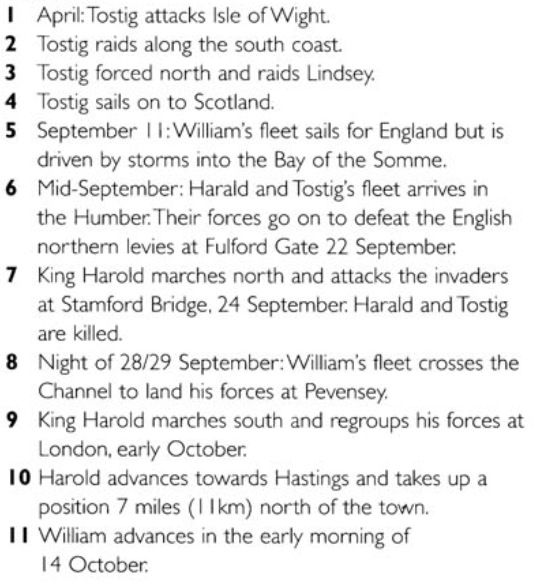 1 April: Tostig attacks Isle of Wight.
2 Tostig raids along the south coast.
3 Tostig forced north and raids Lindsey.
4 Tostig sails on to Scotland.
5 September 11: William's fleet sails for England but is
driven by storms into the Bay of the Somme.
6 Mid-September: Harald and Tostig's fleet arrives in
the Humber. Their forces go on to defeat the English
northern levies at Fulford Gate 22 September.
7 King Harold marches north and attacks the invaders
at Stamford Bridge, 24 September. Harald and Tostig
are killed.
8 Night of 28/29 September: William's fleet crosses the
Channel to land his forces at Pevensey.
9 King Harold marches south and regroups his forces at
London, early October.
10 Harold advances towards Hastings and takes up a
position 7 miles (11km) north of the town.
11 William advances in the early morning of
14 October.